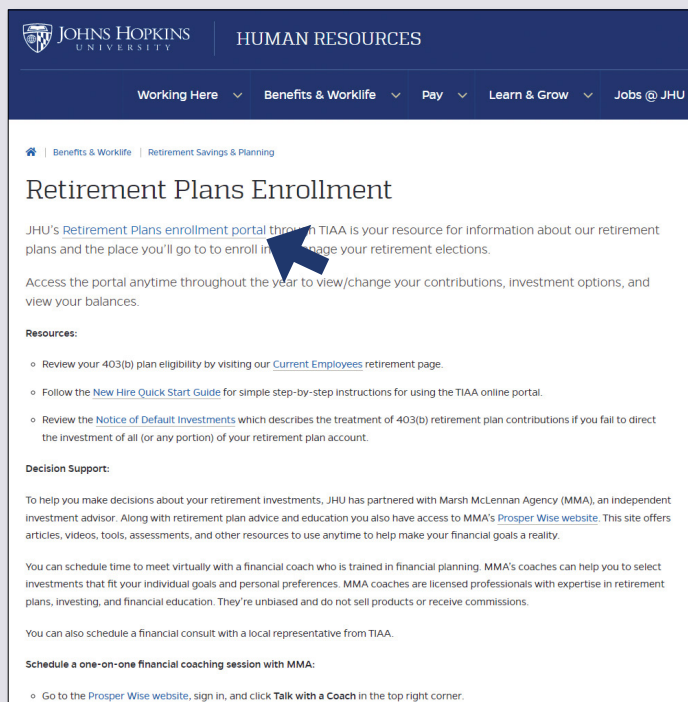 JOHNS HOPKINS
UNIVERSITY
HUMAN RESOURCES
Working Here
Benefits & Worklife
Pay
Learn & Grow
Jobs @ JHU
Benefits & Worklife | Retirement Savings & Planning
Retirement Plans Enrollment
JHU's Retirement Plans enrollment portal through TIAA is your resource for information about our retirement
plans and the place you'll go to to enroll in your retirement elections.
Access the portal anytime throughout the year to view/change your contributions, investment options, and
view your balances.
Resources:
Review your 403(b) plan eligibility by visiting our Current Employees retirement page.
Follow the New Hire Quick Start Guide for simple step-by-step instructions for using the TIAA online portal.
Review the Notice of Default Investments which describes the treatment of 403(b) retirement plan contributions if you fail to direct
the investment of all (or any portion) of your retirement plan account.
Decision Support:
To help you make decisions about your retirement investments, JHU has partnered with Marsh McLennan Agency (MMA), an independent
investment advisor. Along with retirement plan advice and education you also have access to MMA's Prosper Wise website. This site offers
articles, videos, tools, assessments, and other resources to use anytime to help make your financial goals a reality.
You can schedule time to meet virtually with a financial coach who is trained in financial planning. MMA's coaches can help you to select
investments that fit your individual goals and personal preferences. MMA coaches are licensed professionals with expertise in retirement
plans, investing, and financial education. They're unbiased and do not sell products or receive commissions.
You can also schedule a financial consult with a local representative from TIAA.
Schedule a one-on-one financial coaching session with MMA:
Go to the Prosper Wise website, sign in, and click Talk with a Coach in the top right corner.